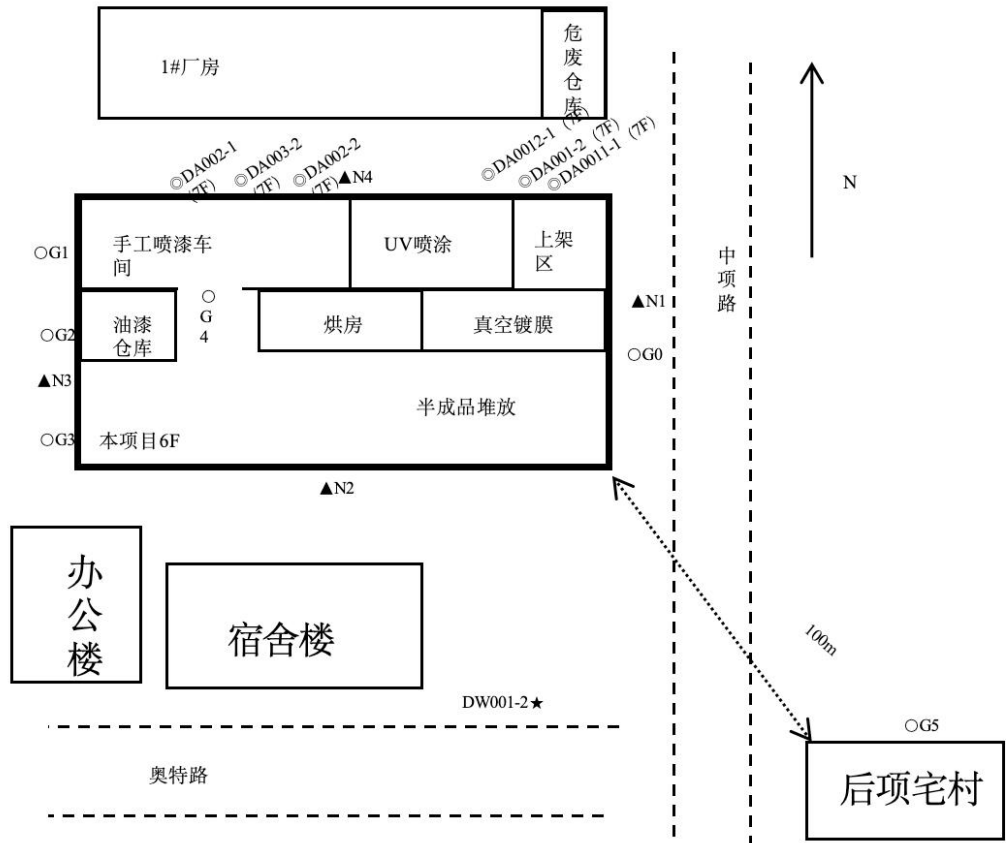 1#厂房
危废仓库
◎DA002-1 (7F)
◎DA003-2 (7F)
◎DA002-2 (7F)
▲N4
◎DA0012-1 (7F)
◎DA001-2 (7F)
◎DA0011-1 (7F)
N
○G1
手工喷漆车
间
UV喷涂
上架
区
中项路
▲N1
○G2
油漆
仓库
○G4
烘房
真空镀膜
○G0
▲N3
半成品堆放
○G3
本项目6F
▲N2
办公楼
宿舍楼
100m
DW001-2★
○G5
奥特路
后项宅村